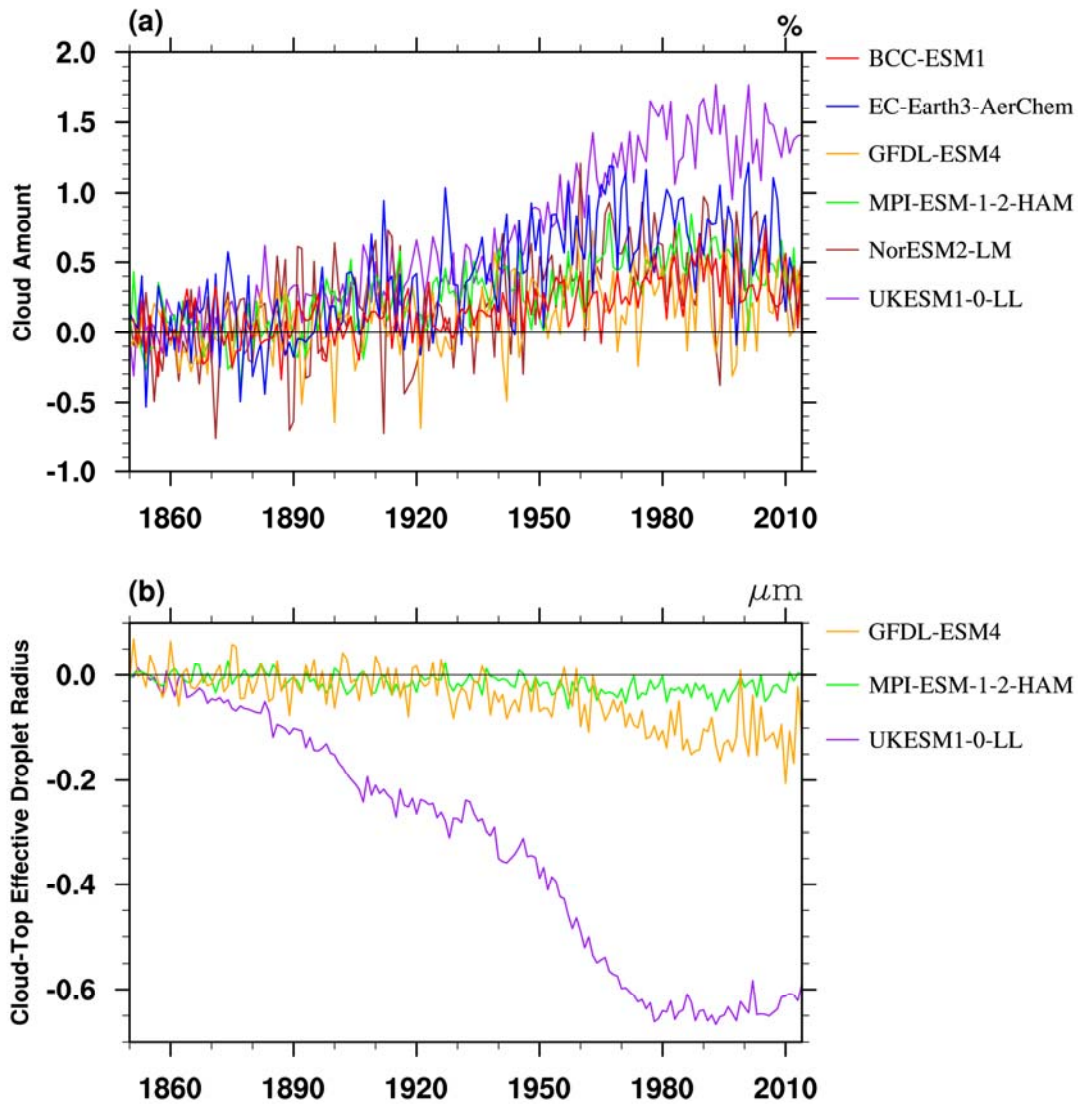 (a)
%
2.0
1.5
1.0
0.5
0.0
-0.5
-1.0
Cloud Amount
1860 1890 1920 1950 1980 2010
BCC-ESM1
EC-Earth3-AerChem
GFDL-ESM4
MPI-ESM-1-2-HAM
NorESM2-LM
UKESM1-0-LL
(b)
μm
0.0
-0.2
-0.4
-0.6
Cloud-Top Effective Droplet Radius
1860 1890 1920 1950 1980 2010
GFDL-ESM4
MPI-ESM-1-2-HAM
UKESM1-0-LL